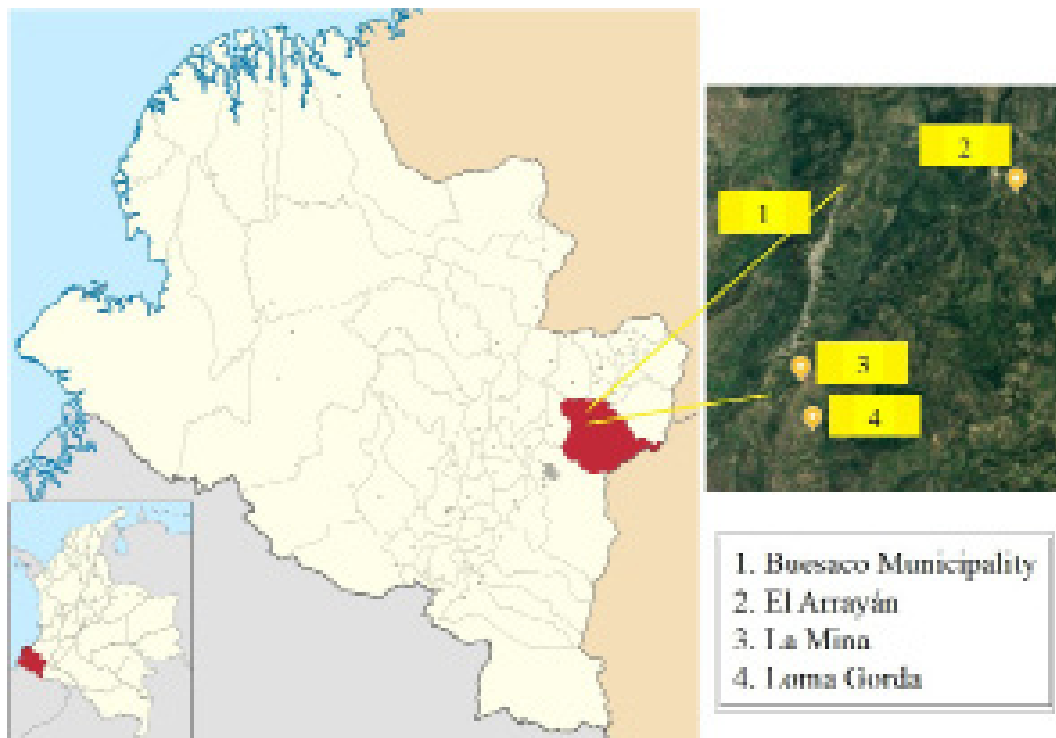 2
1
3
4
1. Buesaco Municipality
2. El Arrayán
3. La Mina
4. Loma Gorda